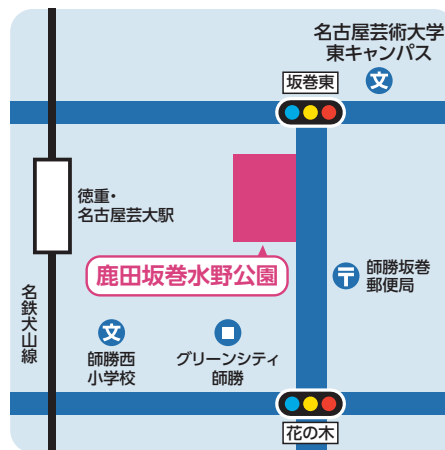 名古屋芸術大学
東キャンパス
文
坂巻東
徳重・
名古屋芸大駅
鹿田坂巻水野公園
〒
師勝坂巻
郵便局
名鉄犬山線
文
師勝西
小学校
グリーンシティ
師勝
花の木